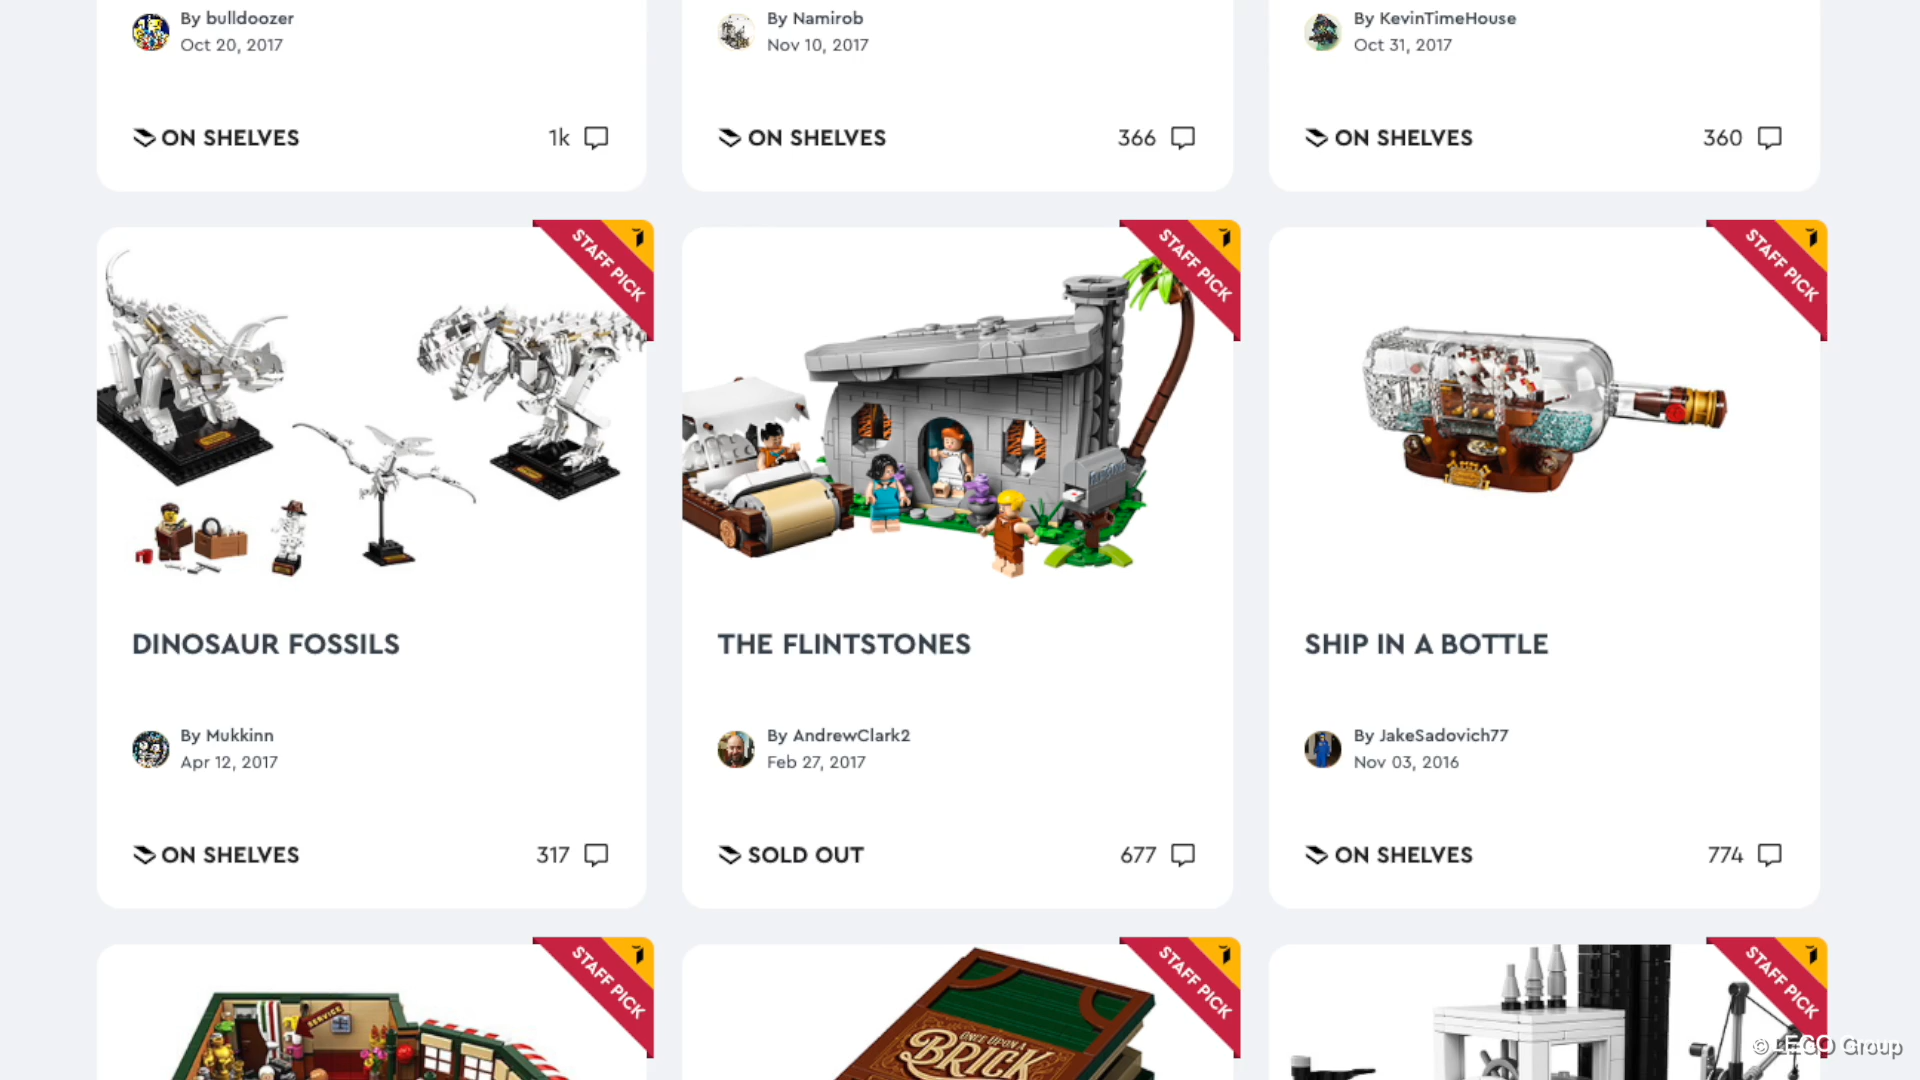 By bulldoozer
Oct 20, 2017
ON SHELVES
1k
By Namirob
Nov 10, 2017
ON SHELVES
366
By KevinTimeHouse
Oct 31, 2017
ON SHELVES
360
STAFF PICK
DINOSAUR FOSSILS
By Mukkinn
Apr 12, 2017
ON SHELVES
317
STAFF PICK
THE FLINTSTONES
By AndrewClark2
Feb 27, 2017
SOLD OUT
677
STAFF PICK
SHIP IN A BOTTLE
By JakeSadovich77
Nov 03, 2016
ON SHELVES
774
STAFF PICK
SERVICE
STAFF PICK
ONCE UPON A
BRICK
STAFF PICK
© LEGO Group